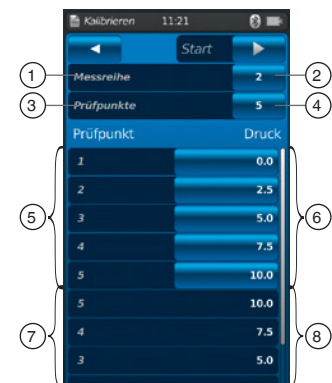 Kalibrieren 11:21
Start
1 Messreihe 2 2
3 Prüfpunkte 5 4
Prüfpunkt Druck
1 0.0
2 2.5
3 5.0
4 7.5
5 10.0
5 6
5 10.0
4 7.5
3 5.0
7 8